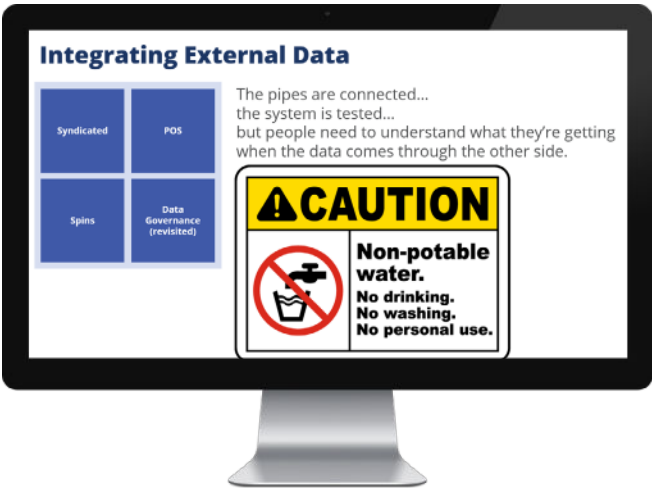 Integrating External Data
Syndicated
POS
Spins
Data
Governance
(revisited)
The pipes are connected...
the system is tested...
but people need to understand what they're getting
when the data comes through the other side.
CAUTION
Non-potable
water.
No drinking.
No washing.
No personal use.